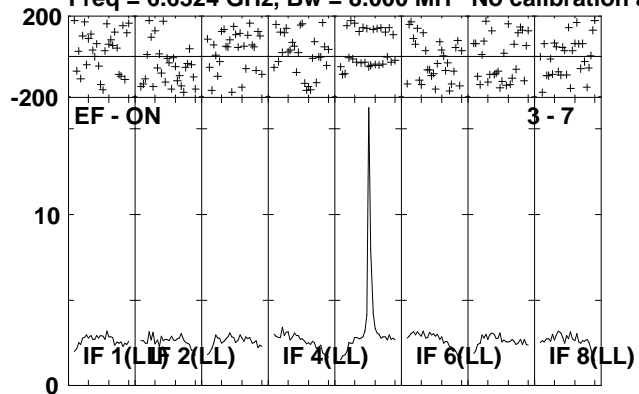 Freq = 6.6524 GHz, Bw = 8.000 MH No calibration a
200
-200
EF - ON 3 - 7
10
IF 1(LL) IF 2(LL) IF 4(LL) IF 6(LL) IF 8(LL)
0